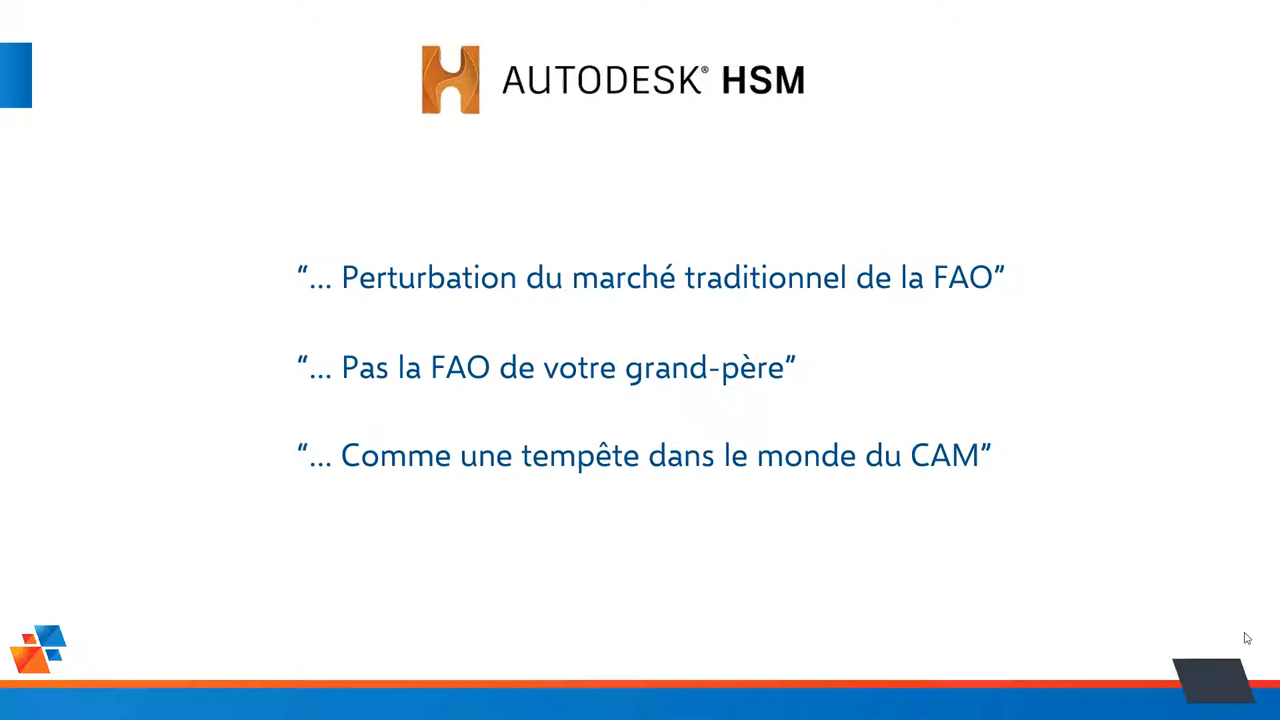 AUTODESK® HSM
“... Perturbation du marché traditionnel de la FAO”
“... Pas la FAO de votre grand-père”
“... Comme une tempête dans le monde du CAM”